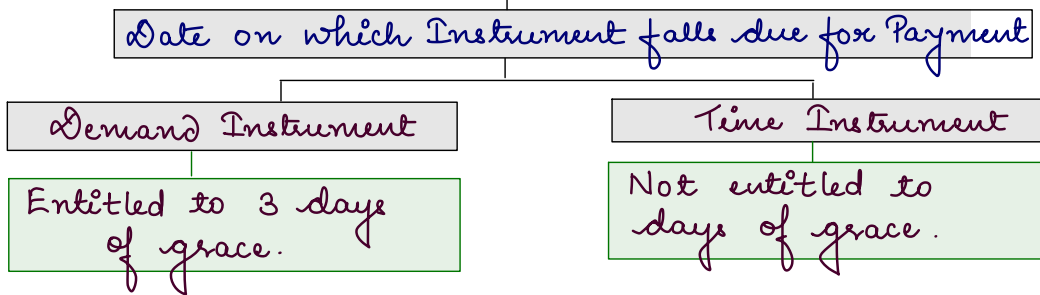 Date on which Instrument falls due for Payment
Demand Instrument
Time Instrument
Entitled to 3 days
of grace.
Not entitled to
days of grace.